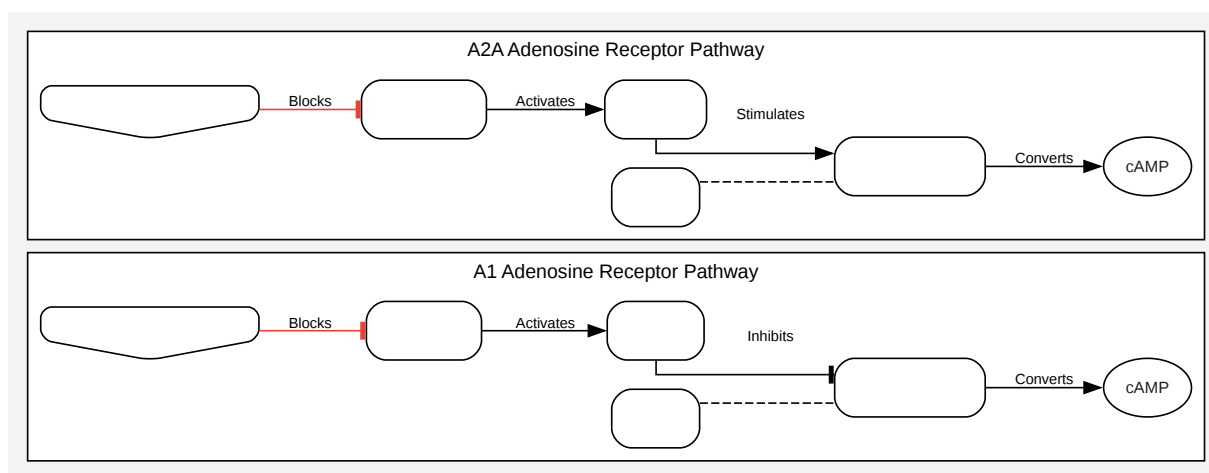 A2A Adenosine Receptor Pathway
Blocks
Activates
Stimulates
Converts
cAMP
A1 Adenosine Receptor Pathway
Blocks
Activates
Inhibits
Converts
cAMP